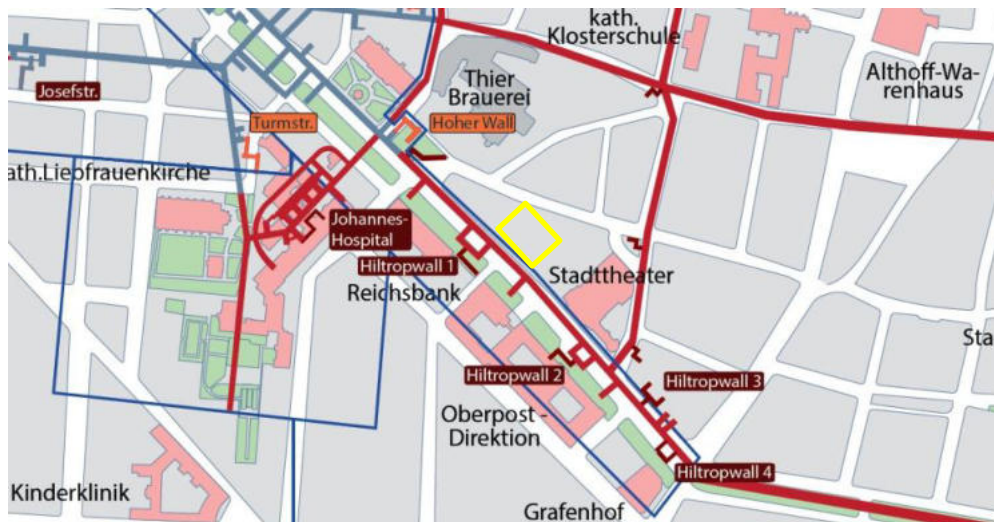 kath.
Klosterschule
Thier
Brauerei
Althoff-Wa-
renhaus
Josefstr.
Turmstr.
Hoher Wall
ath.Liebfrauenkirche
Johannes-
Hospital
Hiltropwall 1
Reichsbank
Stadttheater
Sta
Hiltropwall 2
Hiltropwall 3
Oberpost -
Direktion
Hiltropwall 4
Kinderklinik
Grafenhof